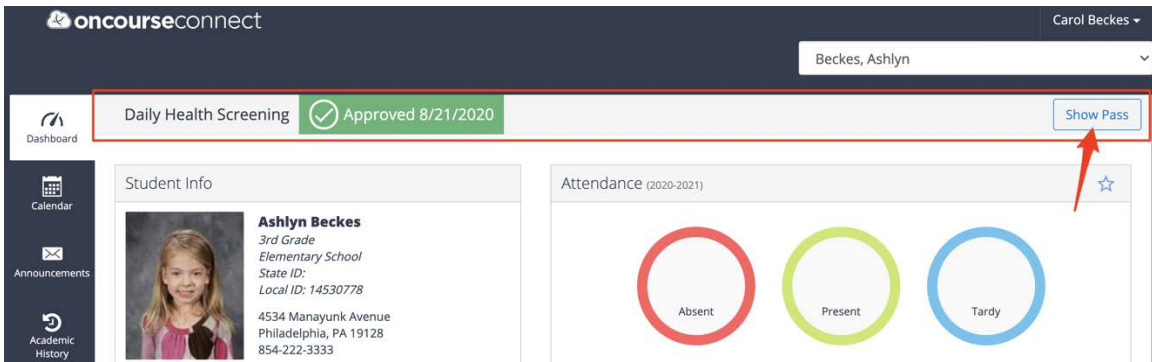 oncourseconnect
Carol Beckes
Beckes, Ashlyn
Dashboard
Daily Health Screening
Approved 8/21/2020
Show Pass
Calendar
Announcements
Academic
History
Student Info
Ashlyn Beckes
3rd Grade
Elementary School
State ID:
Local ID: 14530778
4534 Manayunk Avenue
Philadelphia, PA 19128
854-222-3333
Attendance (2020-2021)
Absent
Present
Tardy